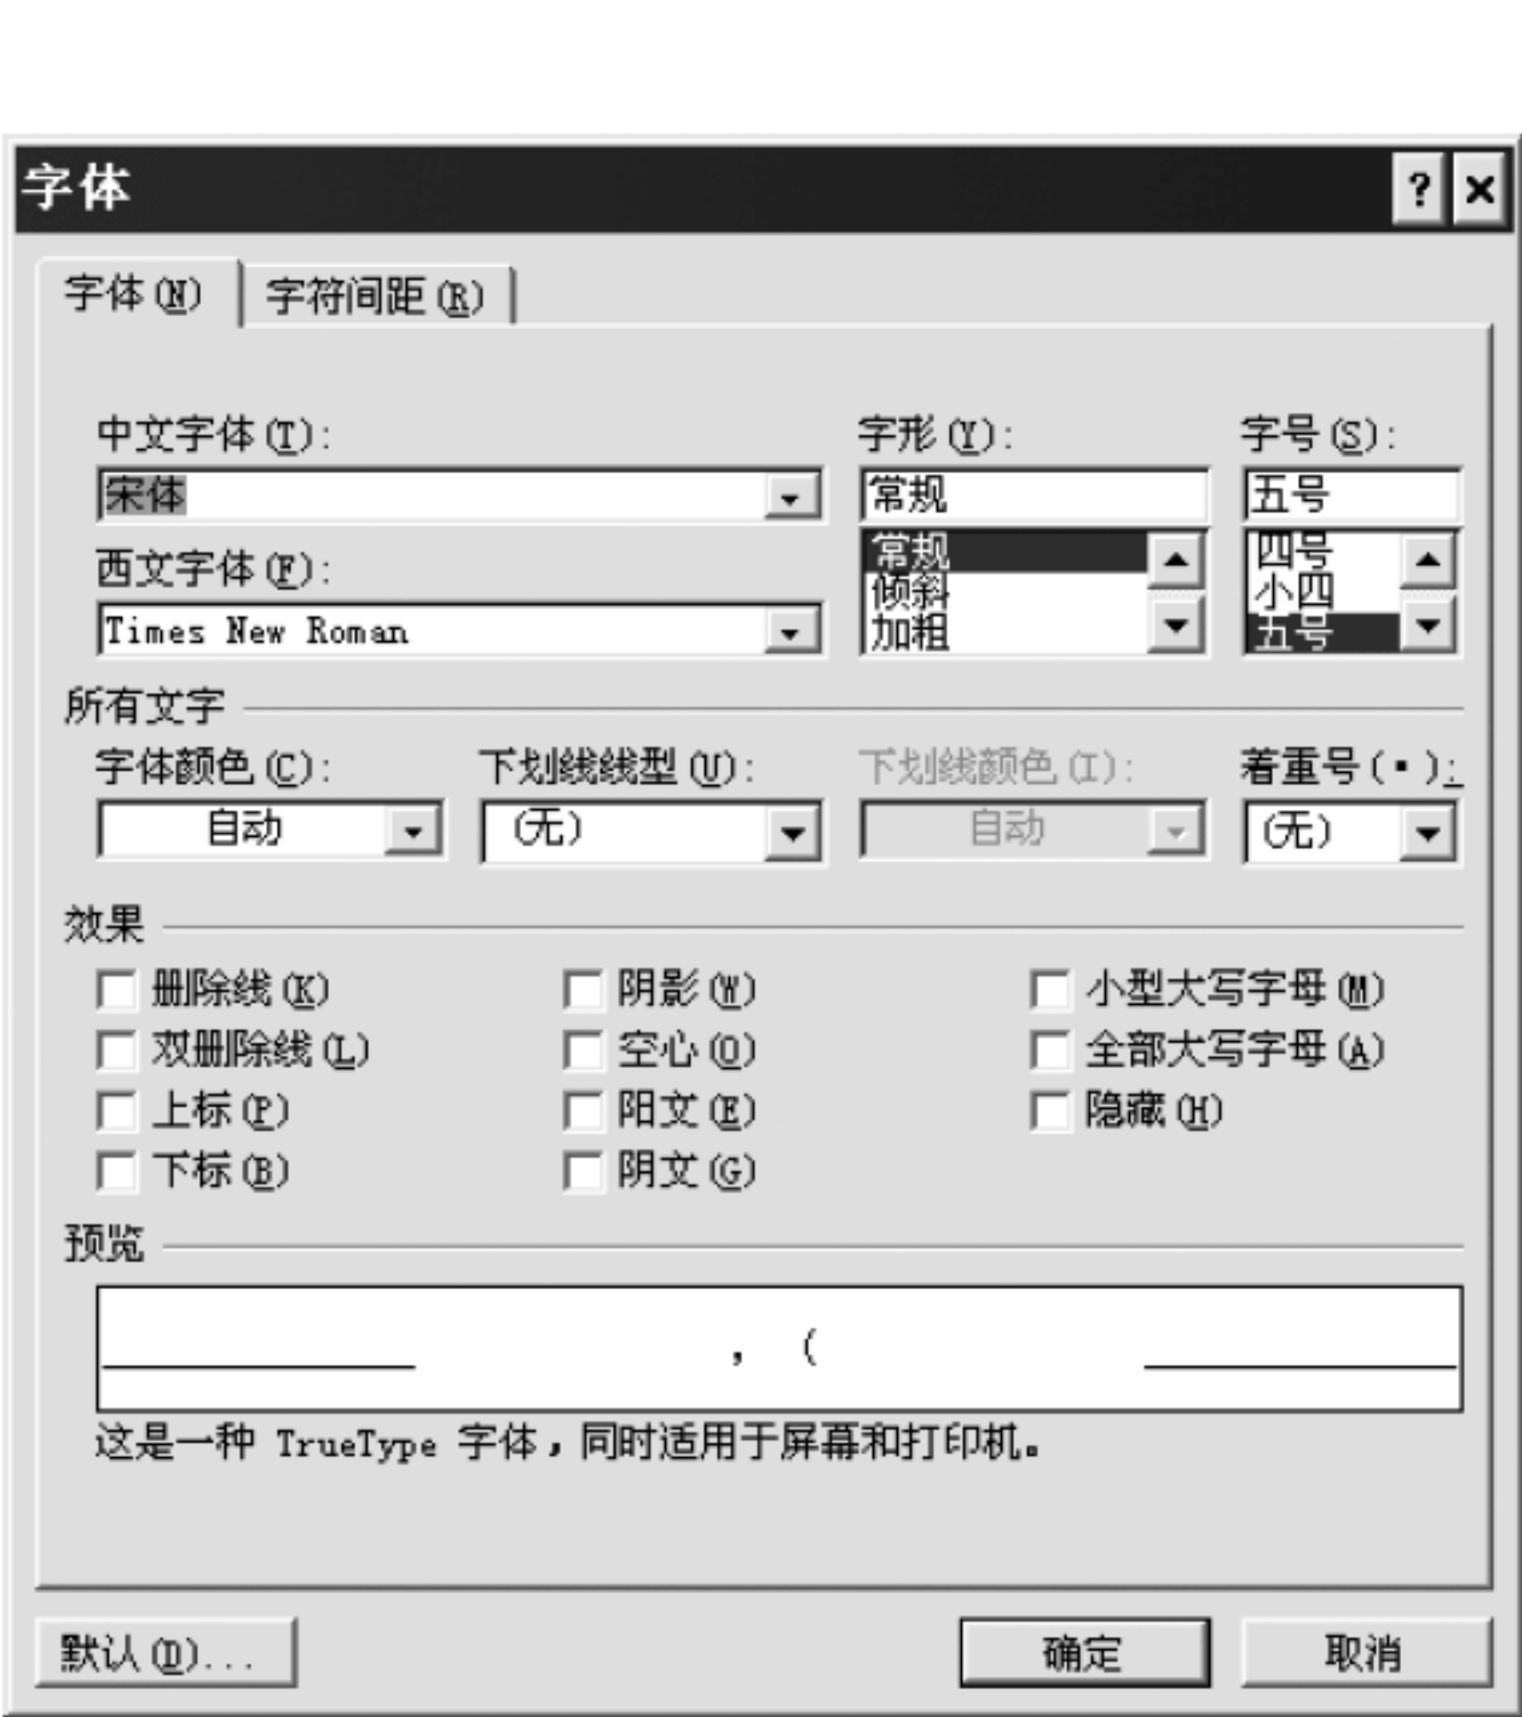 字体 ? ×
字体(N) 字符间距(R)
中文字体(T): 字形(Y): 字号(S):
宋体 常规 五号
西文字体(F): 常规 四号
倾斜 小四
Times New Roman 加粗 五号
所有文字
字体颜色(C): 下划线线型(U): 下划线颜色(I): 着重号(·):
自动 (无) 自动 (无)
效果
删除线(K) 阴影(W) 小型大写字母(M)
双删除线(L) 空心(O) 全部大写字母(A)
上标(P) 阳文(E) 隐藏(H)
下标(B) 阴文(G)
预览
,(
这是一种 TrueType 字体,同时适用于屏幕和打印机。
默认(D)... 确定 取消